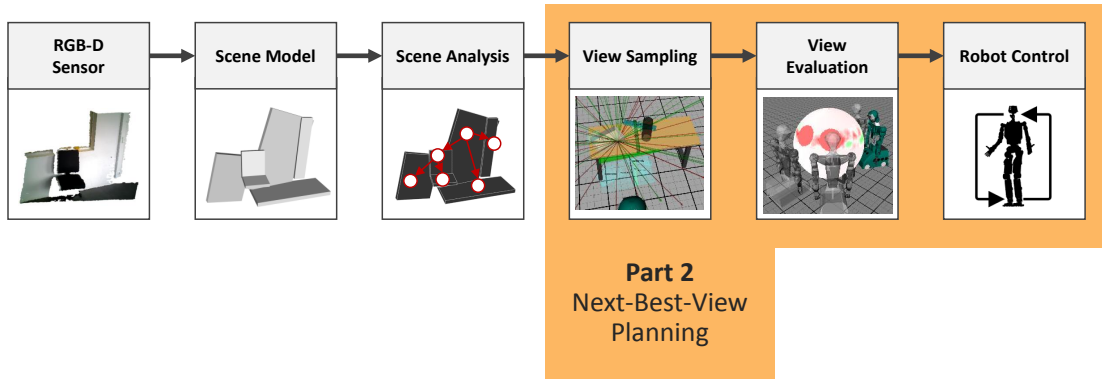 RGB-D
Sensor
Scene Model
Scene Analysis
View Sampling
View
Evaluation
Robot Control
Part 2
Next-Best-View
Planning